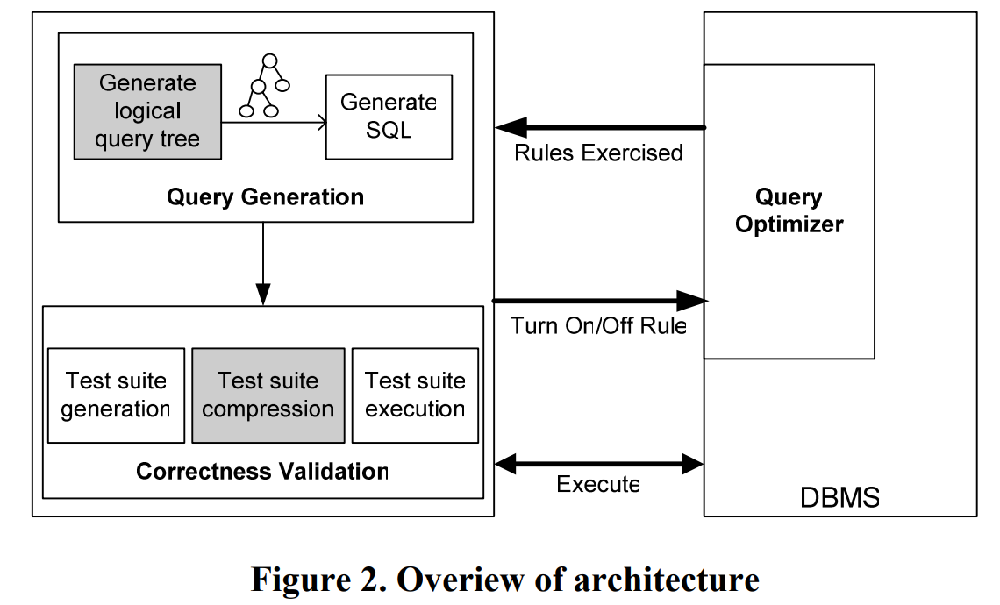 Generate
logical
query tree
Generate
SQL
Query Generation
Rules Exercised
Query
Optimizer
Turn On/Off Rule
Test suite
generation
Test suite
compression
Test suite
execution
Correctness Validation
Execute
DBMS
Figure 2. Overiew of architecture